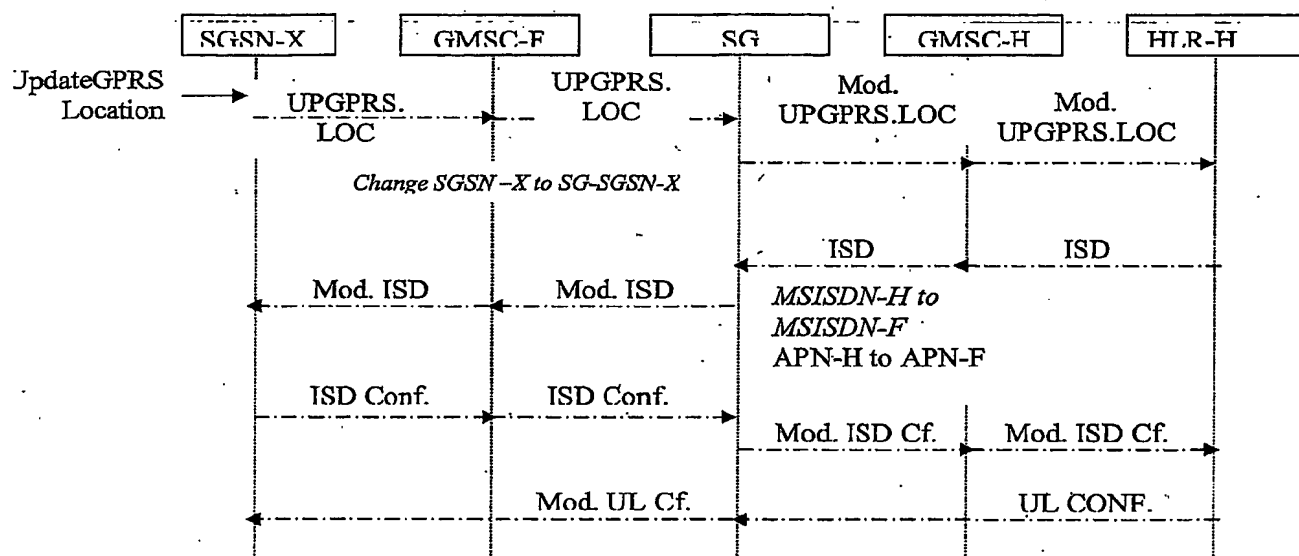 SGSN-X
GMSC-F
SG
GMSC-H
HLR-H
UpdateGPRS
Location
UPGPRS.
LOC
UPGPRS.
LOC
Mod.
UPGPRS.LOC
Mod.
UPGPRS.LOC
Change SGSN –X to SG-SGSN-X
ISD
ISD
Mod. ISD
Mod. ISD
MSISDN-H to
MSISDN-F
APN-H to APN-F
ISD Conf.
ISD Conf.
Mod. ISD Cf.
Mod. ISD Cf.
Mod. UL Cf.
UL CONF.